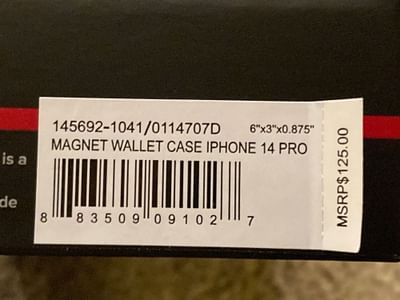 145692-1041/0114707D 6"x3"x0.875"
MAGNET WALLET CASE IPHONE 14 PRO
8 83509 09102 7
MSRP$125.00
is a
de